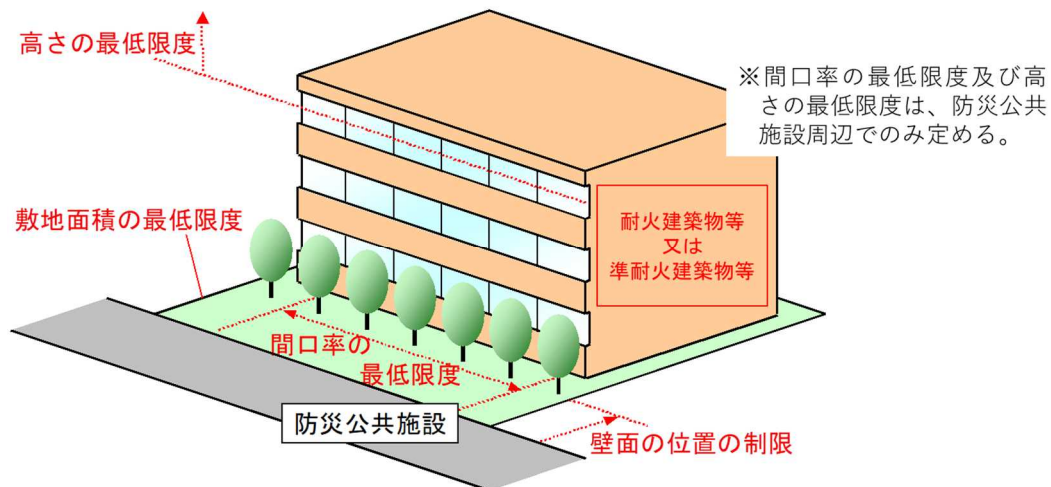 高さの最低限度
※間口率の最低限度及び高
さの最低限度は、防災公共
施設周辺でのみ定める。
敷地面積の最低限度
耐火建築物等
又は
準耐火建築物等
間口率の
最低限度
防災公共施設
壁面の位置の制限